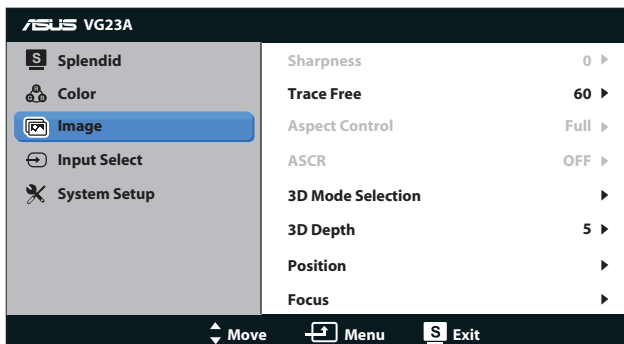 ASUS VG23A
S Splendid
Color
Image
Input Select
System Setup
Sharpness 0
Trace Free 60
Aspect Control Full
ASCR OFF
3D Mode Selection
3D Depth 5
Position
Focus
Move Menu S Exit